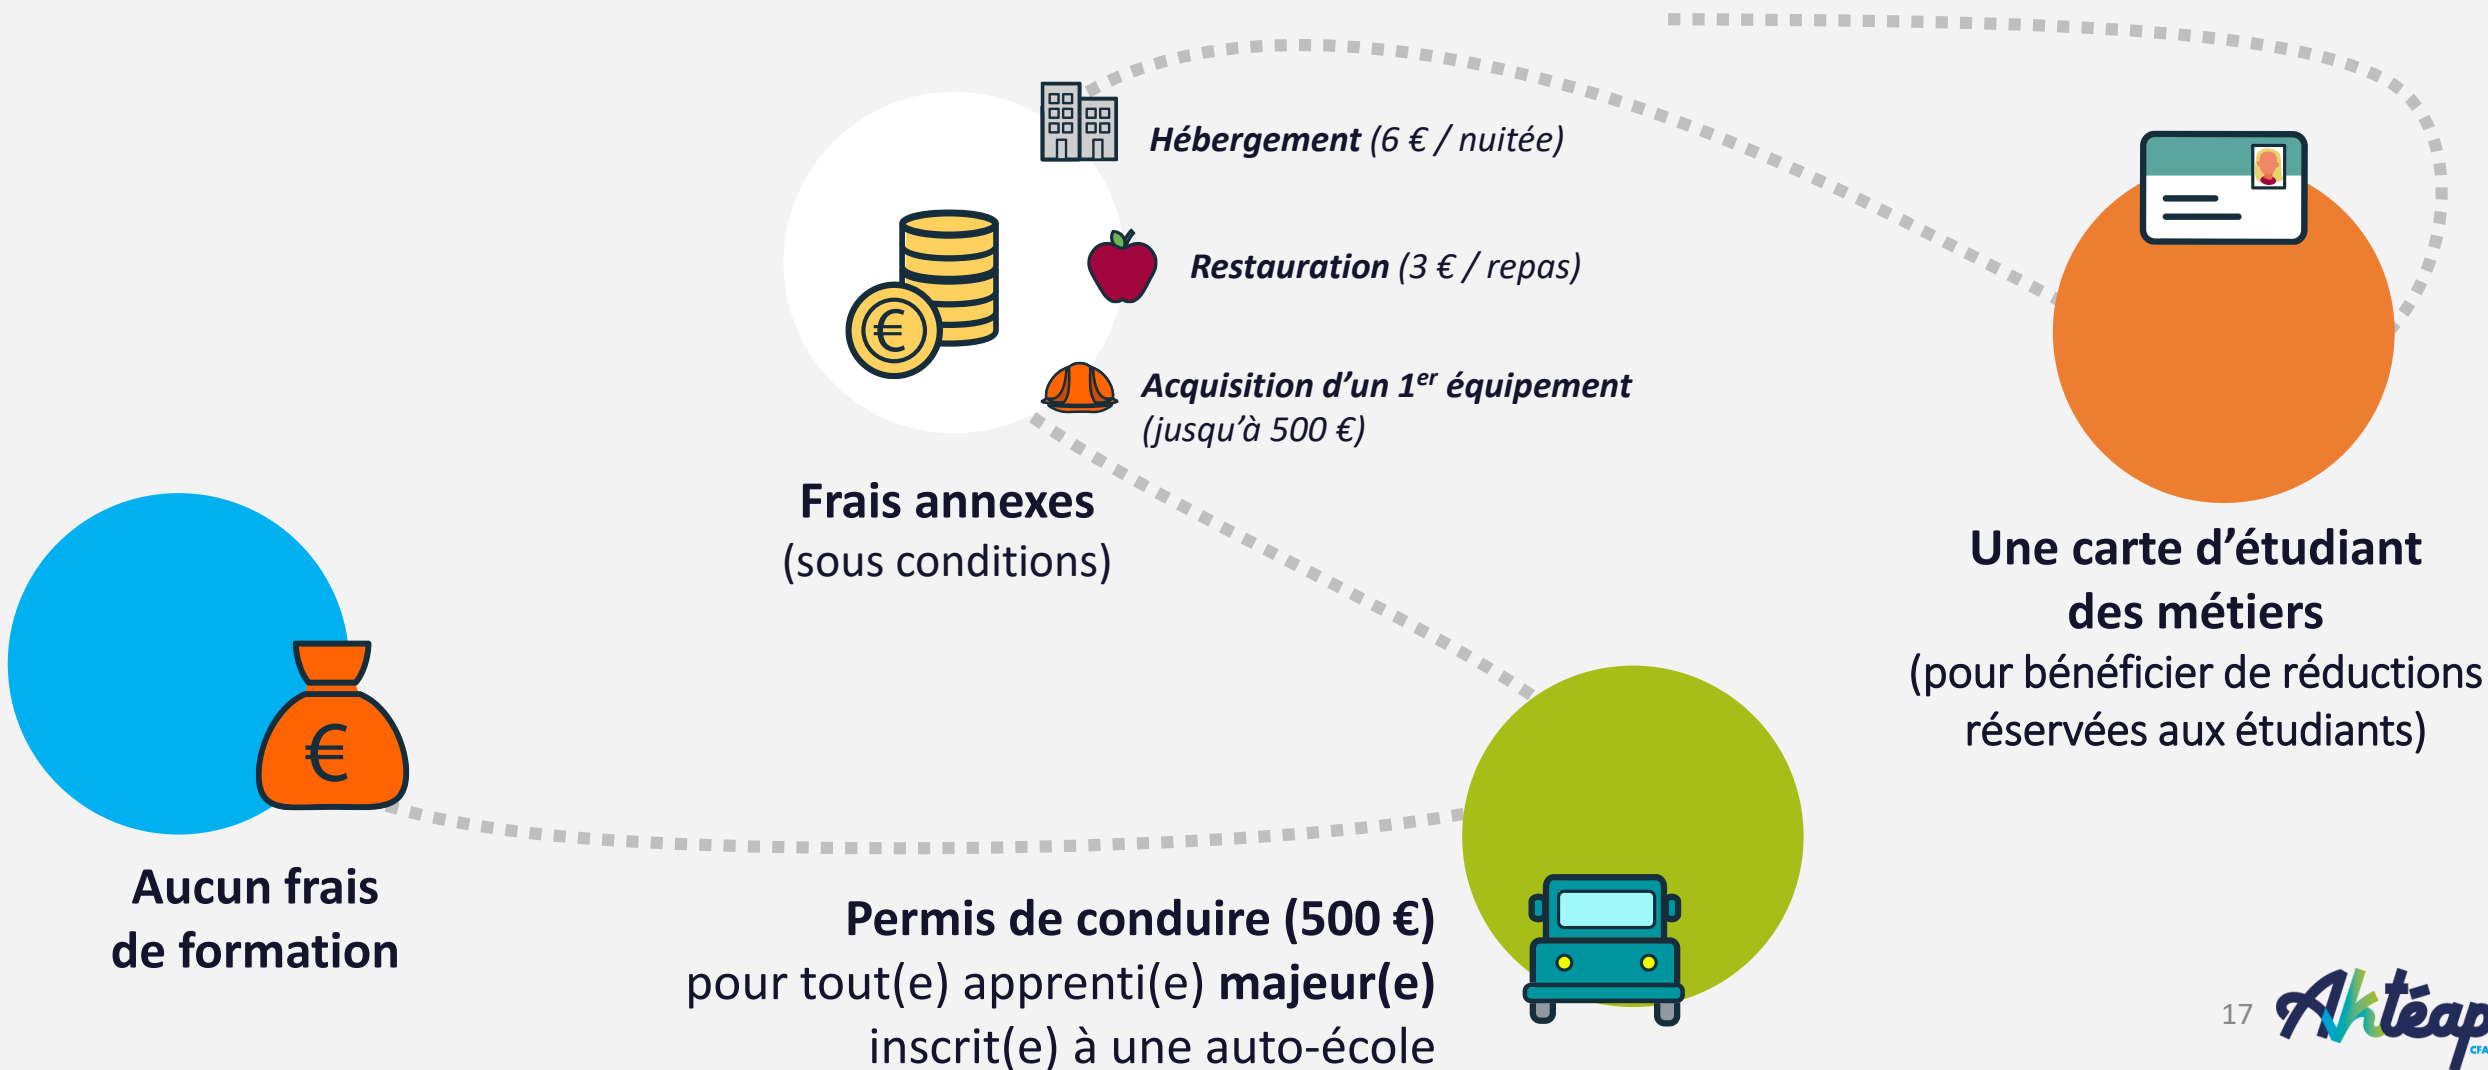 Hébergement (6 € / nuitée)
Restauration (3 € / repas)
Acquisition d’un 1er équipement
(jusqu’à 500 €)
Frais annexes
(sous conditions)
Une carte d’étudiant
des métiers
(pour bénéficier de réductions
réservées aux étudiants)
€
€
Aucun frais
de formation
Permis de conduire (500 €)
pour tout(e) apprenti(e) majeur(e)
inscrit(e) à une auto-école
17
Aktéap
CFA